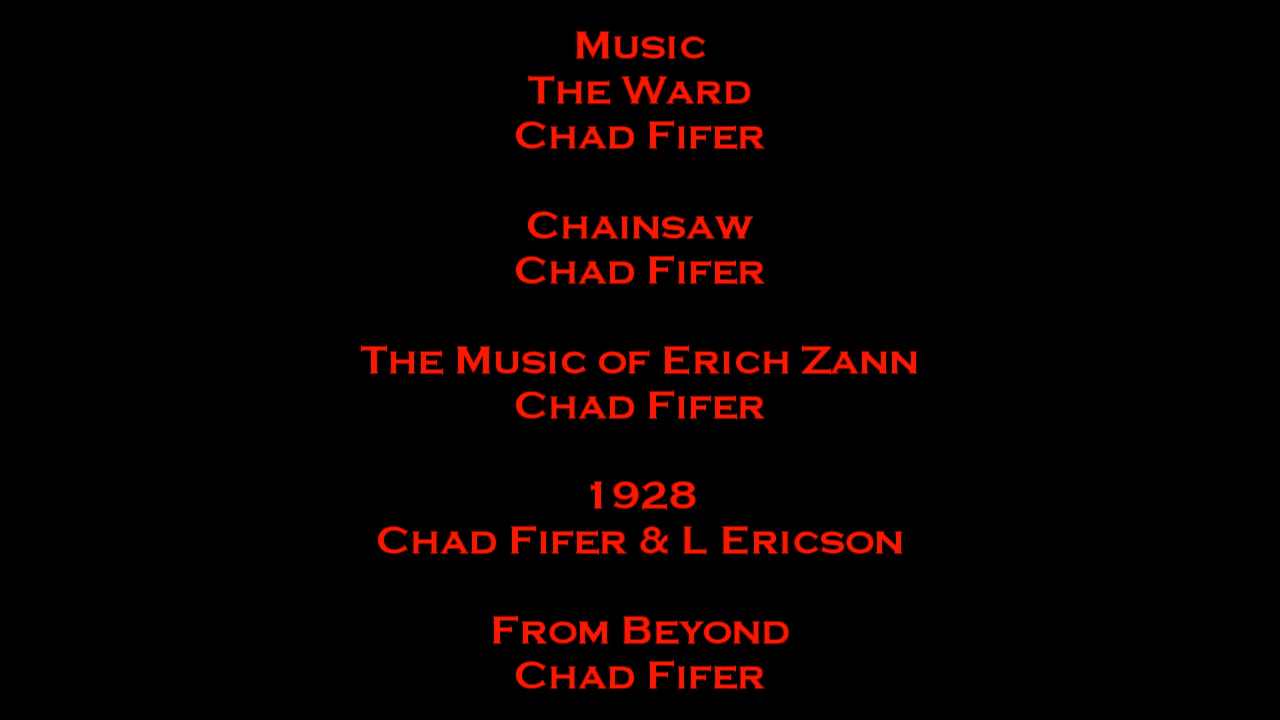 Music
The Ward
Chad Fifer
Chainsaw
Chad Fifer
The Music of Erich Zann
Chad Fifer
1928
Chad Fifer & L Ericson
From Beyond
Chad Fifer